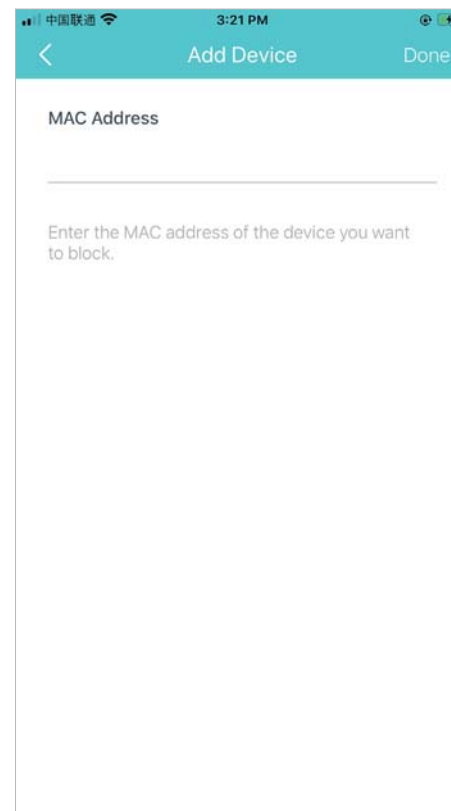 中国联通
3:21 PM
Add Device
Done
MAC Address
Enter the MAC address of the device you want
to block.